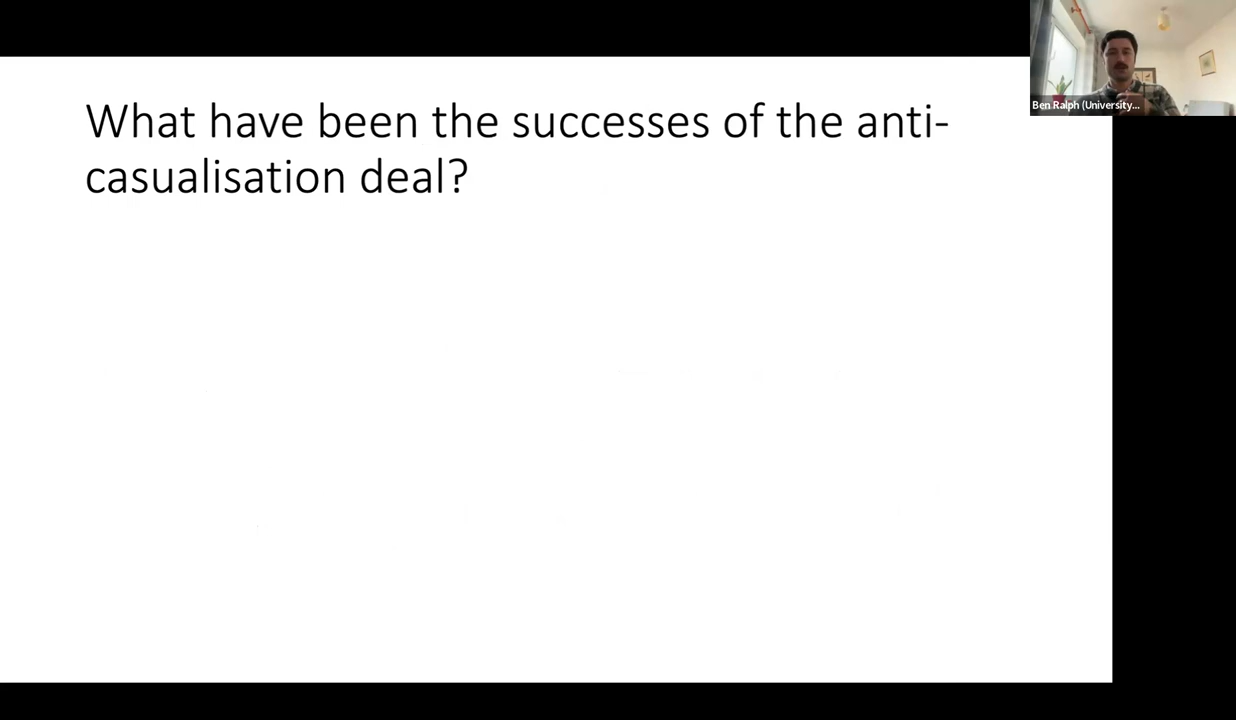 What have been the successes of the anti-
casualisation deal?
Ben Ralph (University...